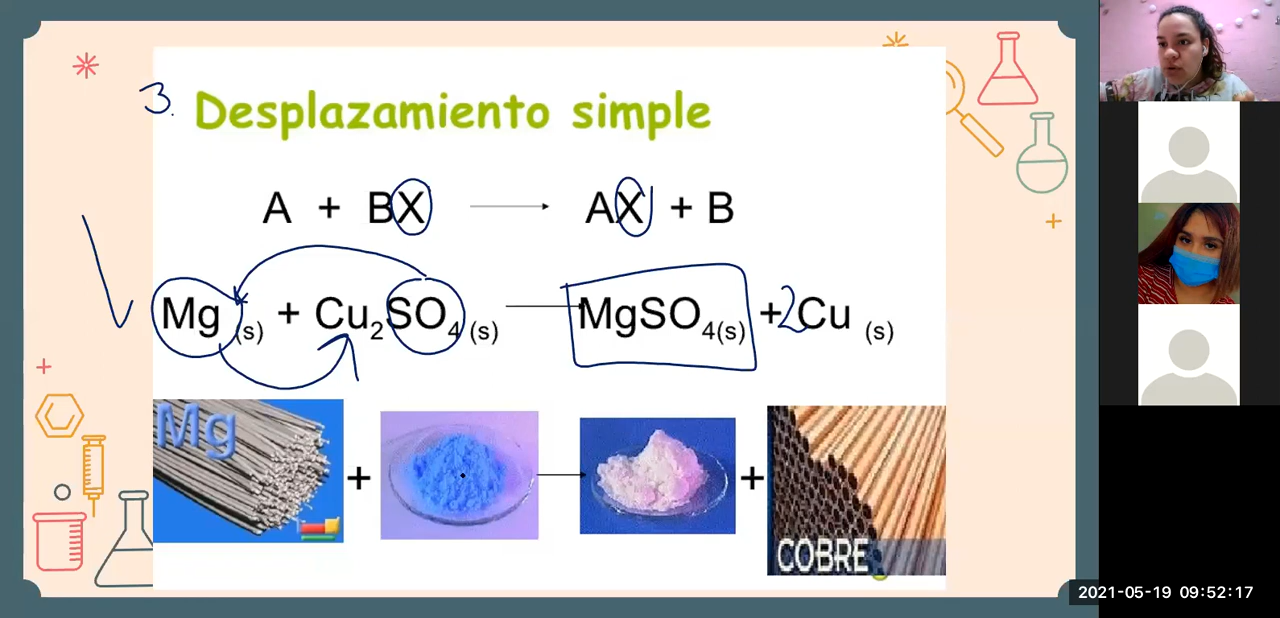 3. Desplazamiento simple
A + BX → AX + B
Mg (s) + Cu₂SO₄ (s) → MgSO₄(s) + 2Cu (s)
Mg + → + COBRE
2021-05-19 09:52:17